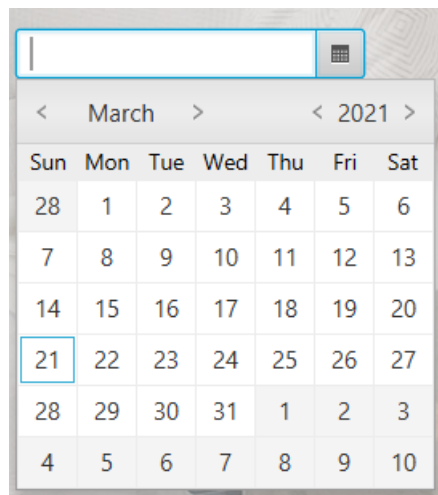 < March > < 2021 >
Sun Mon Tue Wed Thu Fri Sat
28 1 2 3 4 5 6
7 8 9 10 11 12 13
14 15 16 17 18 19 20
21 22 23 24 25 26 27
28 29 30 31 1 2 3
4 5 6 7 8 9 10